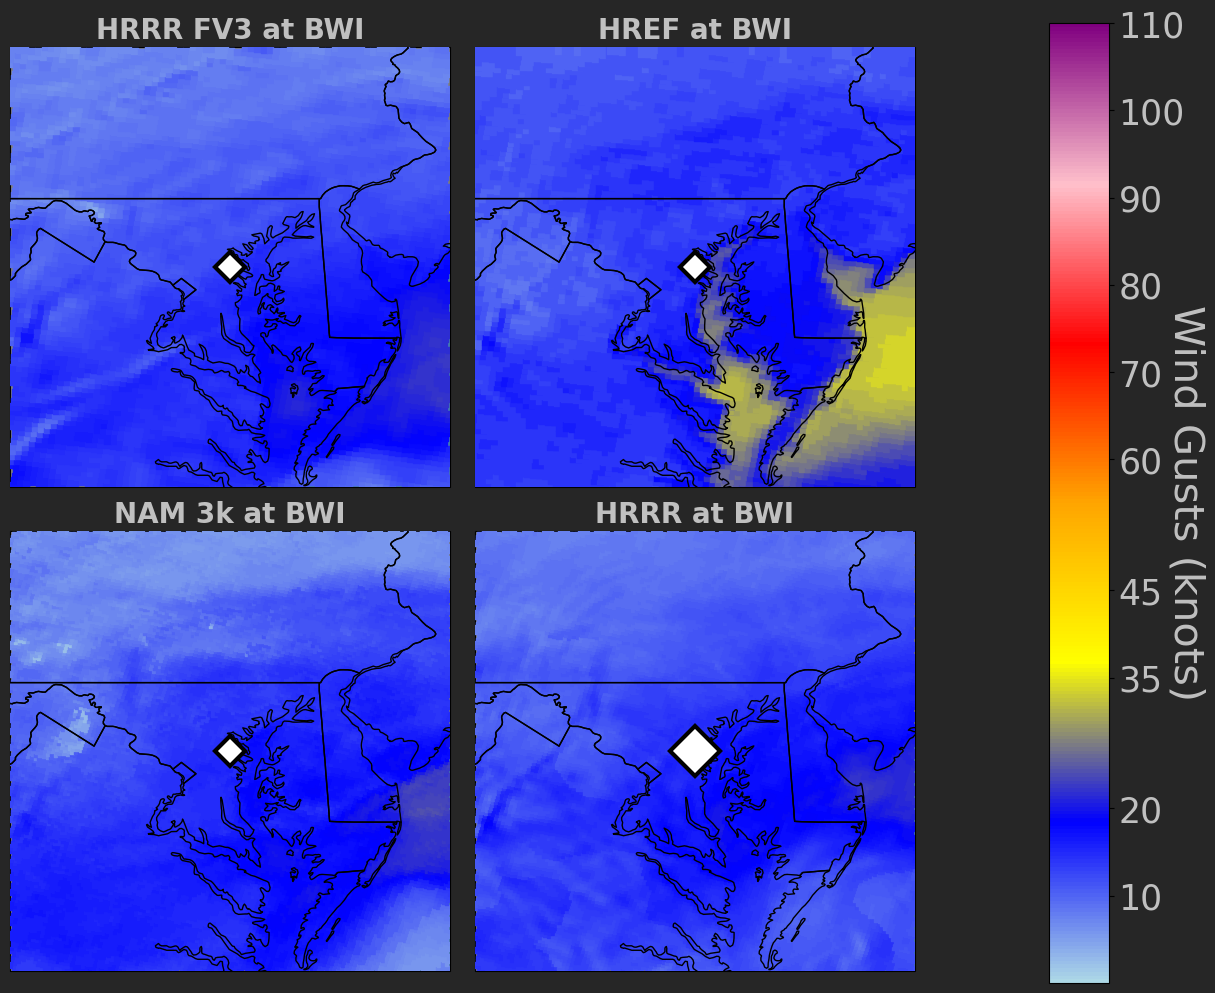 HRRR FV3 at BWI
HREF at BWI
NAM 3k at BWI
HRRR at BWI
110
100
90
80
70
60
45
35
20
10
Wind Gusts (knots)